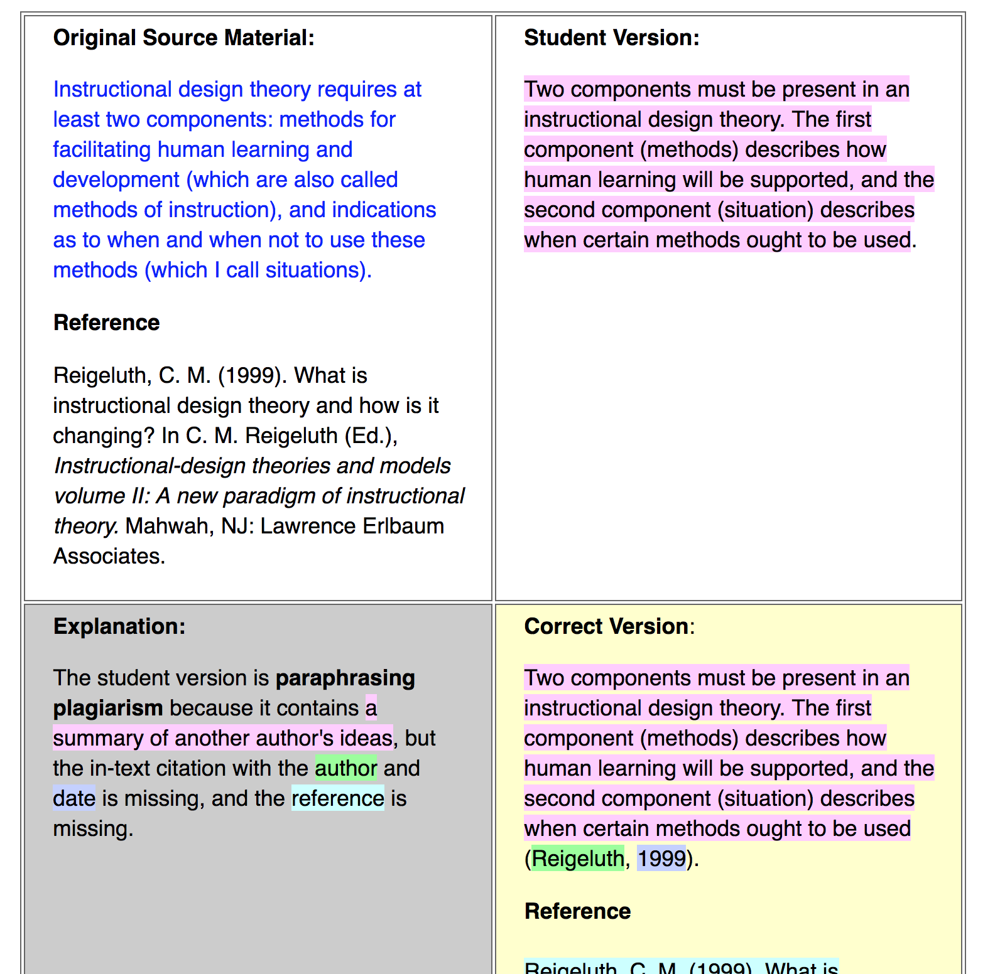 Original Source Material:
Instructional design theory requires at
least two components: methods for
facilitating human learning and
development (which are also called
methods of instruction), and indications
as to when and when not to use these
methods (which I call situations).
Reference
Reigeluth, C. M. (1999). What is
instructional design theory and how is it
changing? In C. M. Reigeluth (Ed.),
Instructional-design theories and models
volume II: A new paradigm of instructional
theory. Mahwah, NJ: Lawrence Erlbaum
Associates.
Student Version:
Two components must be present in an
instructional design theory. The first
component (methods) describes how
human learning will be supported, and the
second component (situation) describes
when certain methods ought to be used.
Explanation:
The student version is paraphrasing
plagiarism because it contains a
summary of another author's ideas, but
the in-text citation with the author and
date is missing, and the reference is
missing.
Correct Version:
Two components must be present in an
instructional design theory. The first
component (methods) describes how
human learning will be supported, and the
second component (situation) describes
when certain methods ought to be used
(Reigeluth, 1999).
Reference
Reigeluth, C. M. (1999). What is